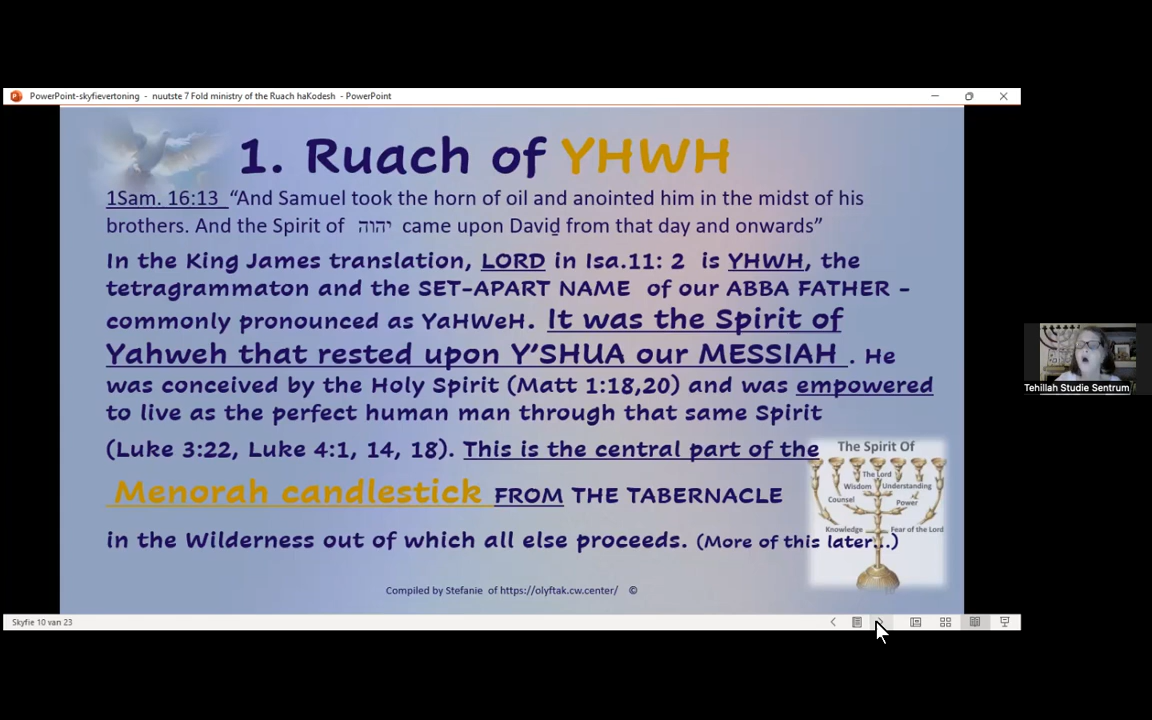 PowerPoint-skyfievertoning - nuutste 7 Fold ministry of the Ruach haKodesh - PowerPoint
1. Ruach of YHWH
1Sam. 16:13 “And Samuel took the horn of oil and anointed him in the midst of his
brothers. And the Spirit of יהוה came upon Daviḏ from that day and onwards”
In the King James translation, LORD in Isa.11: 2 is YHWH, the
tetragrammaton and the SET-APART NAME of our ABBA FATHER -
commonly pronounced as YaHWeH. It was the Spirit of
Yahweh that rested upon Y’SHUA our MESSIAH . He
was conceived by the Holy Spirit (Matt 1:18,20) and was empowered
to live as the perfect human man through that same Spirit
(Luke 3:22, Luke 4:1, 14, 18). This is the central part of the
Menorah candlestick FROM THE TABERNACLE
in the Wilderness out of which all else proceeds. (More of this later...)
The Spirit Of
The Lord
Wisdom Understanding
Counsel Power
Knowledge Fear of the Lord
Compiled by Stefanie of https://olyftak.cw.center/ ©
Skyfie 10 van 23
Tehillah Studie Sentrum